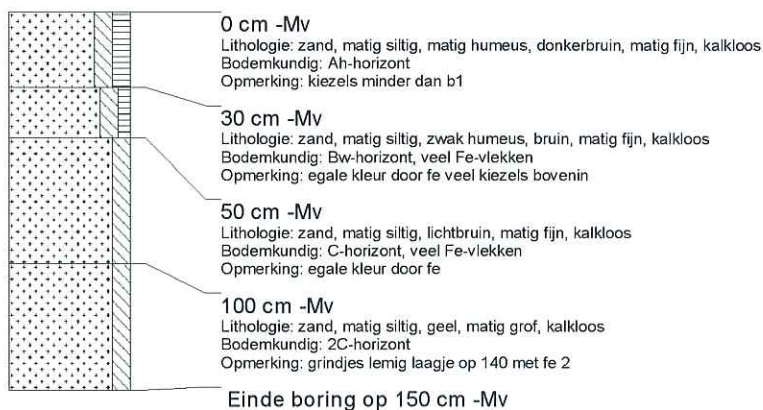 0 cm -Mv
Lithologie: zand, matig siltig, matig humeus, donkerbruin, matig fijn, kalkloos
Bodemkundig: Ah-horizont
Opmerking: kiezels minder dan b1
30 cm -Mv
Lithologie: zand, matig siltig, zwak humeus, bruin, matig fijn, kalkloos
Bodemkundig: Bw-horizont, veel Fe-vlekken
Opmerking: egale kleur door fe veel kiezels bovenin
50 cm -Mv
Lithologie: zand, matig siltig, lichtbruin, matig fijn, kalkloos
Bodemkundig: C-horizont, veel Fe-vlekken
Opmerking: egale kleur door fe
100 cm -Mv
Lithologie: zand, matig siltig, geel, matig grof, kalkloos
Bodemkundig: 2C-horizont
Opmerking: grindjes lemig laagje op 140 met fe 2
Einde boring op 150 cm -Mv